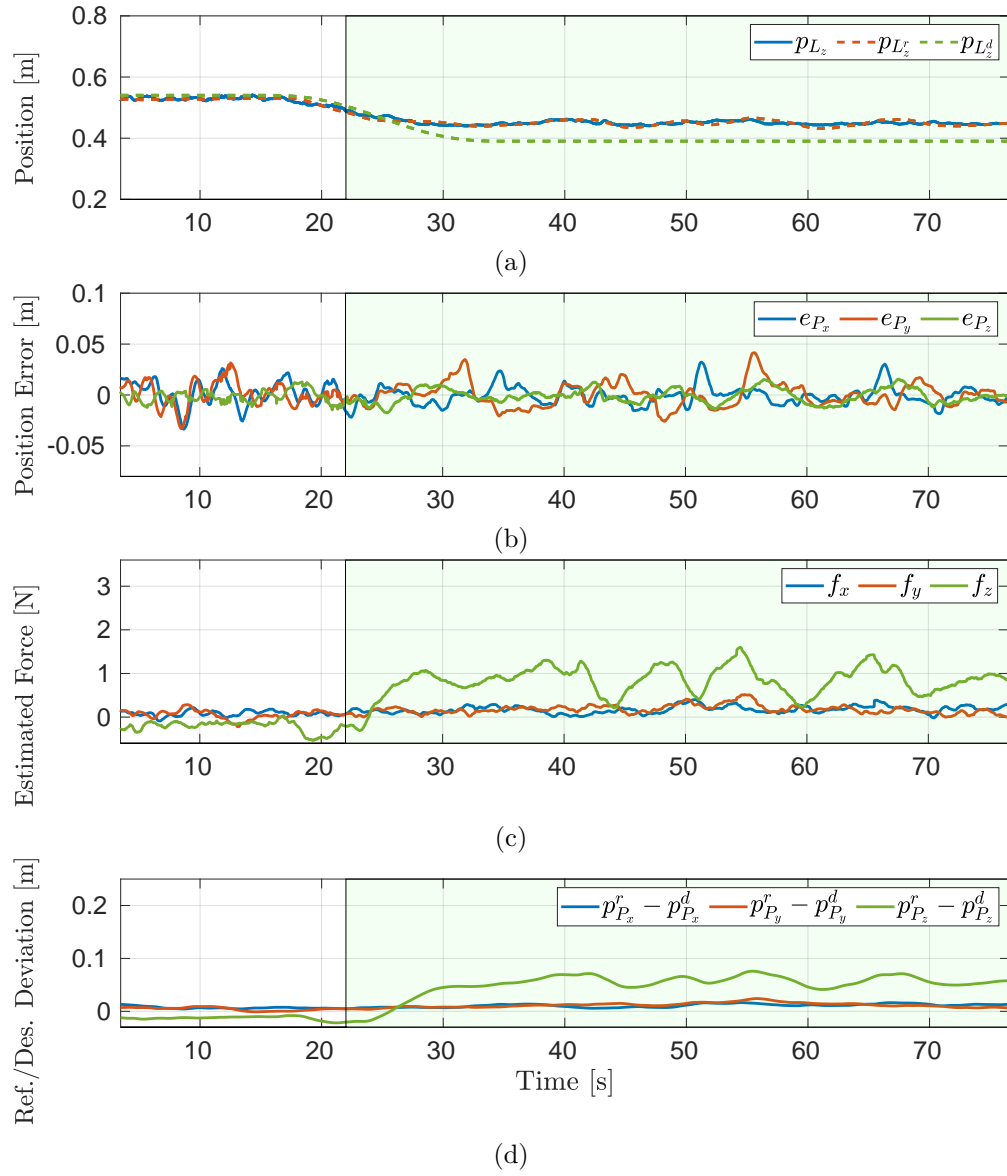 0.8
0.6
0.4
0.2
Position [m]
p_{L_z} p_{L_z^r} p_{L_z^d}
10 20 30 40 50 60 70
(a)
0.1
0.05
0
-0.05
Position Error [m]
e_{P_x} e_{P_y} e_{P_z}
10 20 30 40 50 60 70
(b)
3
2
1
0
Estimated Force [N]
f_x f_y f_z
10 20 30 40 50 60 70
(c)
0.2
0.1
0
Ref./Des. Deviation [m]
p^r_{P_x} − p^d_{P_x} p^r_{P_y} − p^d_{P_y} p^r_{P_z} − p^d_{P_z}
10 20 30 40 50 60 70
Time [s]
(d)